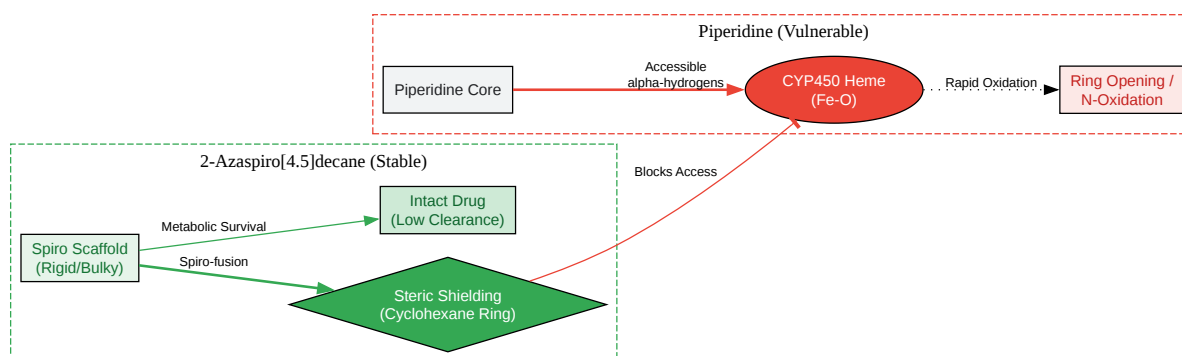 Piperidine (Vulnerable)
Piperidine Core
Accessible
alpha-hydrogens
CYP450 Heme
(Fe-O)
Rapid Oxidation
Ring Opening /
N-Oxidation
2-Azaspiro[4.5]decane (Stable)
Blocks Access
Intact Drug
(Low Clearance)
Metabolic Survival
Spiro Scaffold
(Rigid/Bulky)
Spiro-fusion
Steric Shielding
(Cyclohexane Ring)